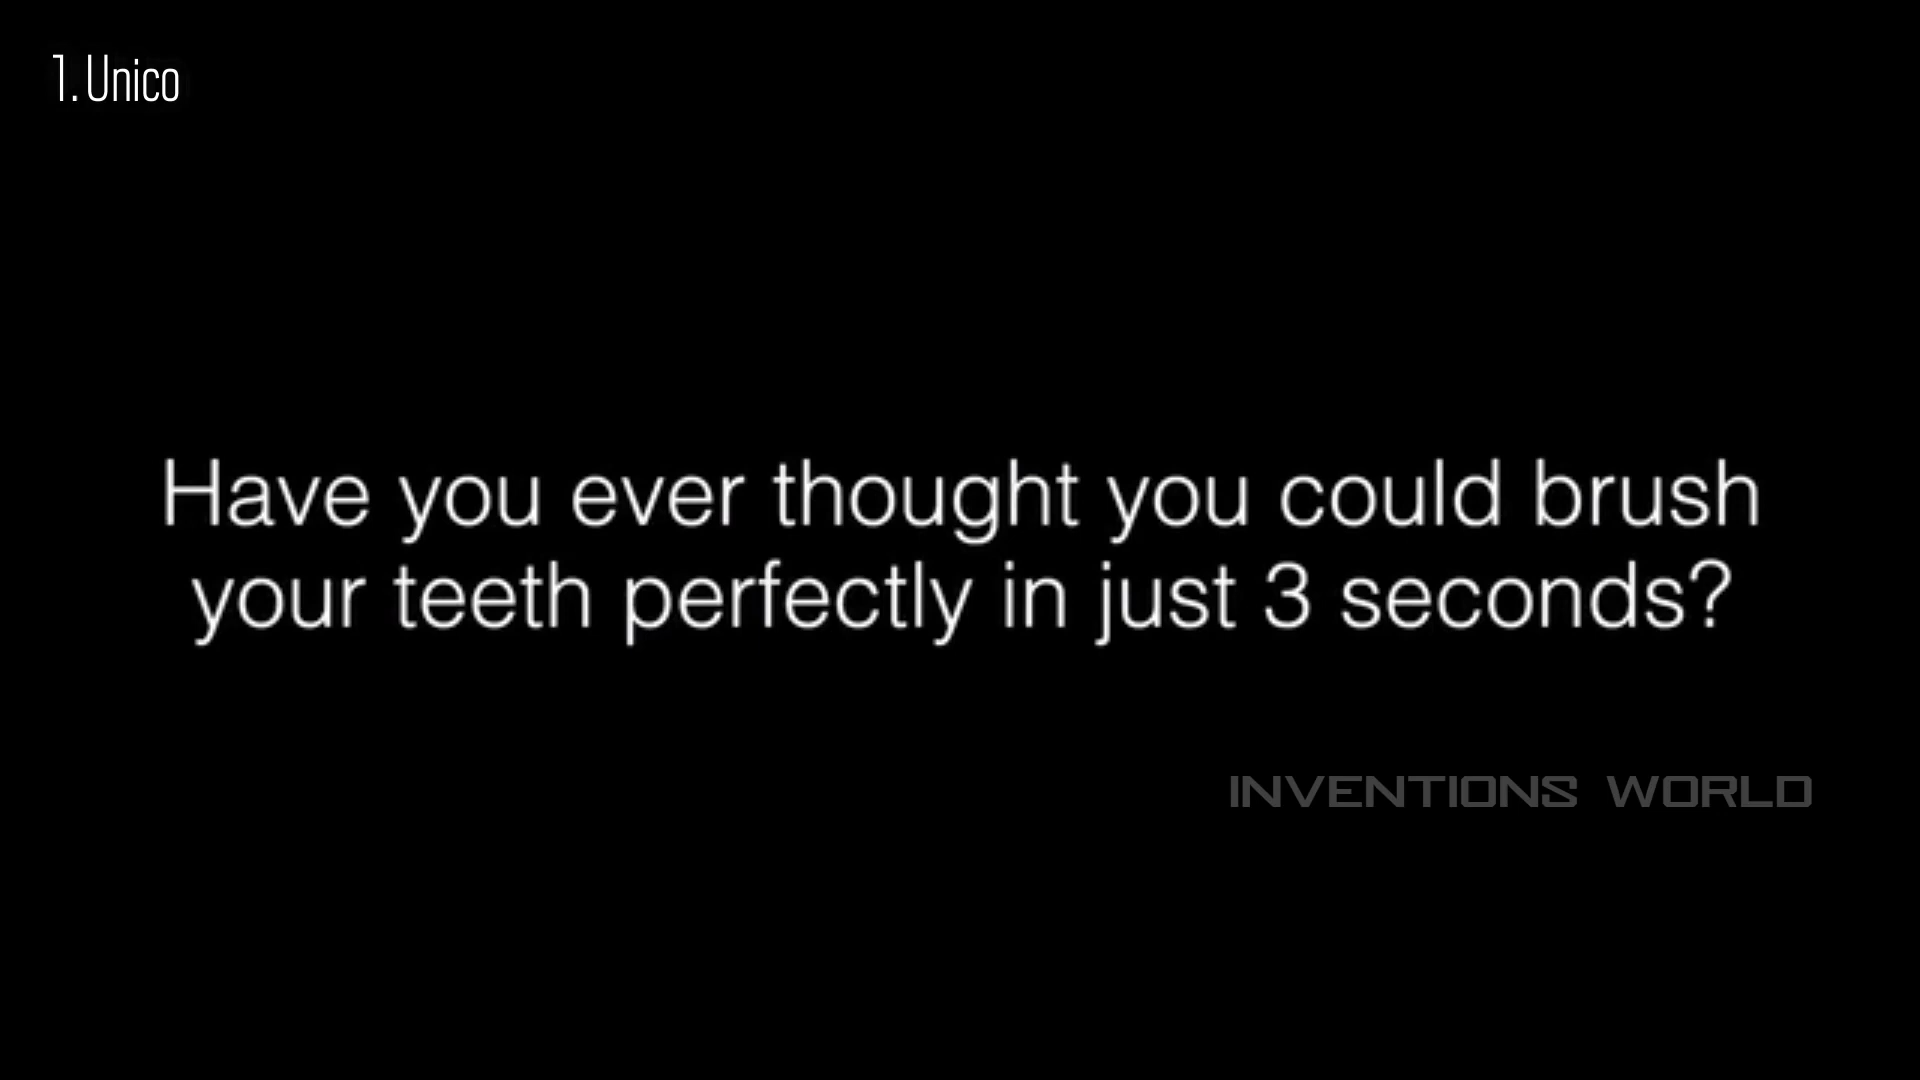 1. Unico
Have you ever thought you could brush
your teeth perfectly in just 3 seconds?
INVENTIONS WORLD